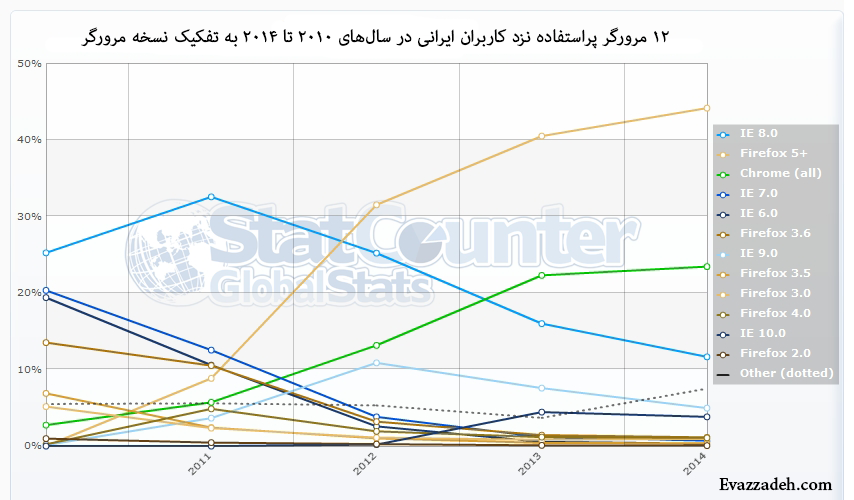 ۱۲ مرورگر پراستفاده نزد کاربران ایرانی در سال‌های ۲۰۱۰ تا ۲۰۱۴ به تفکیک نسخه مرورگر
50%
40%
30%
20%
10%
0%
StatCounter
GlobalStats
IE 8.0
Firefox 5+
Chrome (all)
IE 7.0
IE 6.0
Firefox 3.6
IE 9.0
Firefox 3.5
Firefox 3.0
Firefox 4.0
IE 10.0
Firefox 2.0
Other (dotted)
2011
2012
2013
2014
Evazzadeh.com